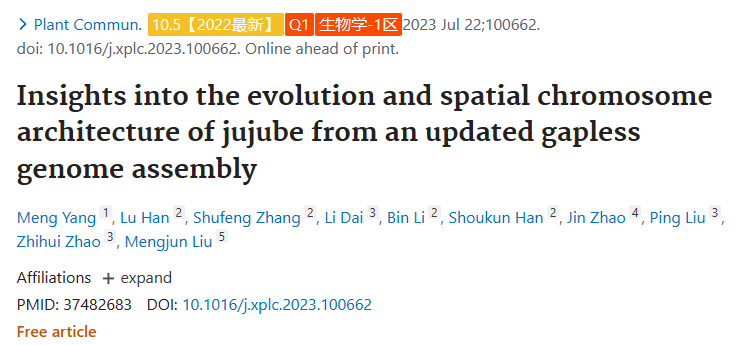 Plant Commun. 10.5【2022最新】 Q1 生物学-1区 2023 Jul 22;100662.
doi: 10.1016/j.xplc.2023.100662. Online ahead of print.
Insights into the evolution and spatial chromosome
architecture of jujube from an updated gapless
genome assembly
Meng Yang 1, Lu Han 2, Shufeng Zhang 2, Li Dai 3, Bin Li 2, Shoukun Han 2, Jin Zhao 4, Ping Liu 3,
Zhihui Zhao 3, Mengjun Liu 5
Affiliations + expand
PMID: 37482683 DOI: 10.1016/j.xplc.2023.100662
Free article